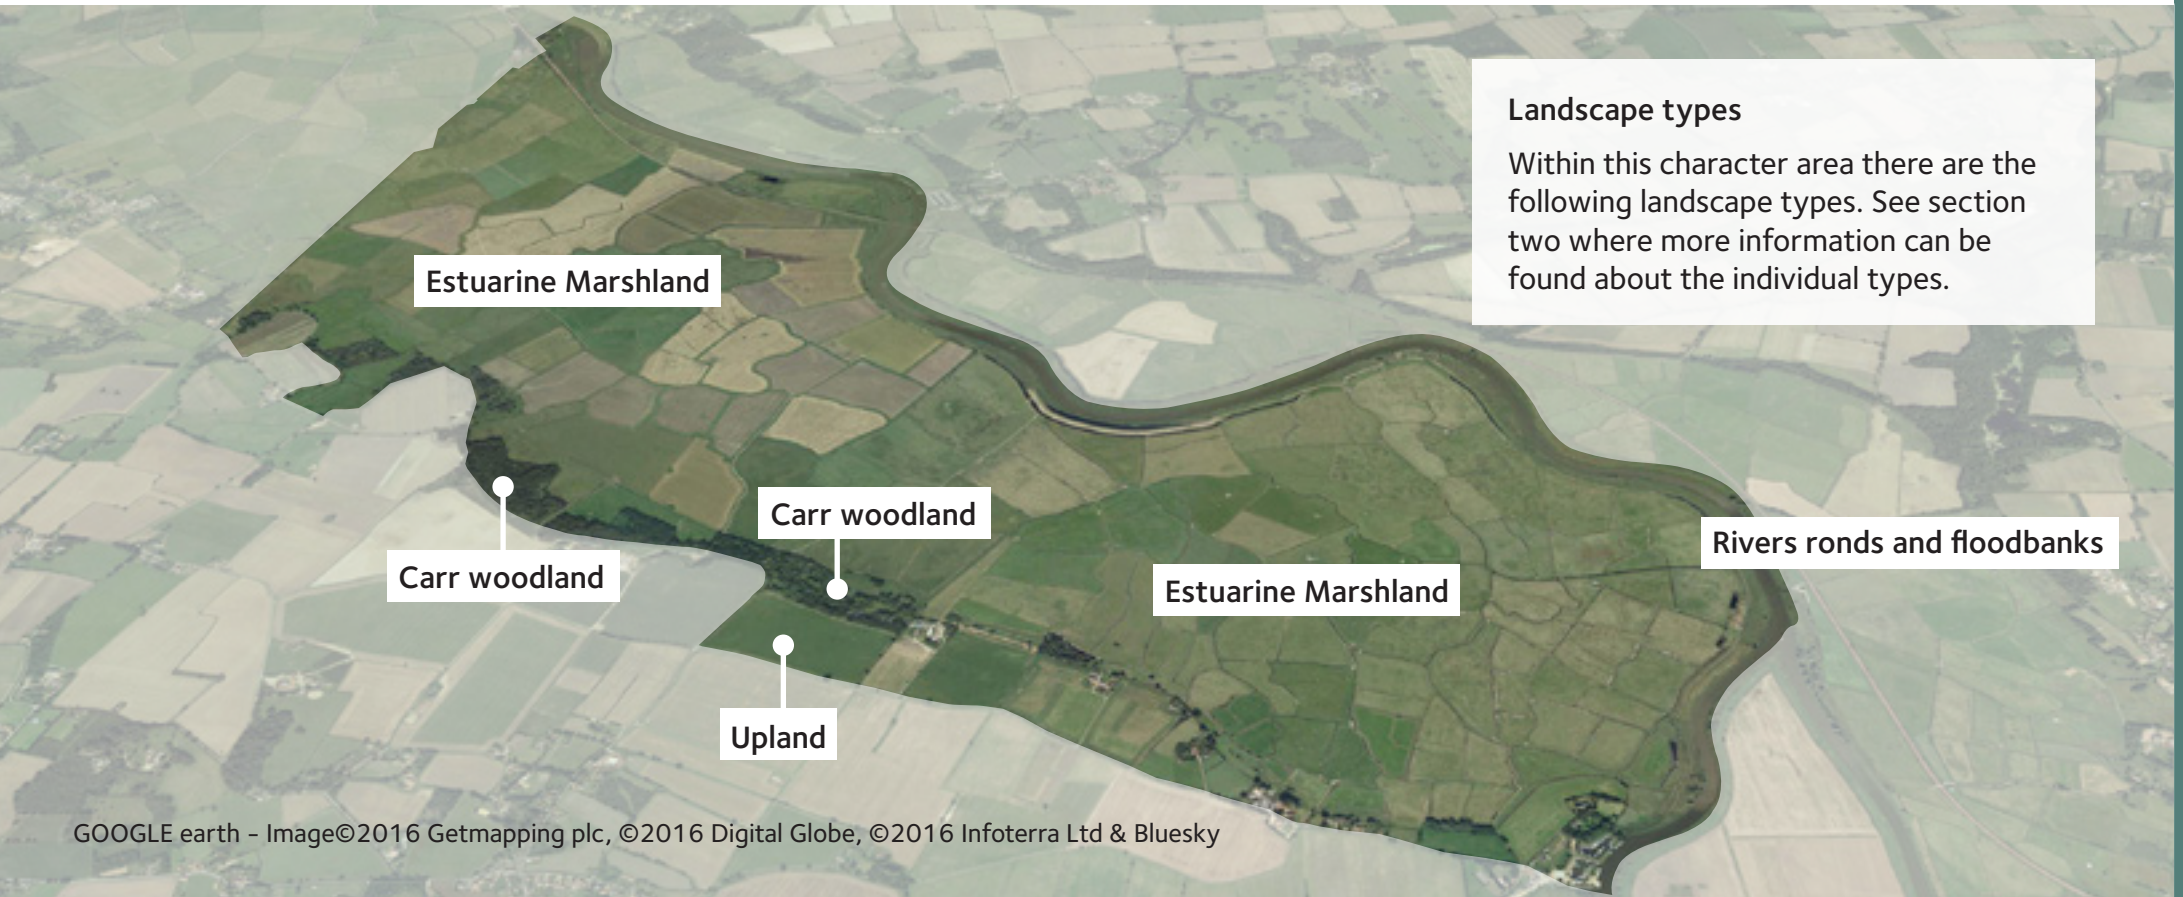 Landscape types
Within this character area there are the
following landscape types. See section
two where more information can be
found about the individual types.
Estuarine Marshland
Carr woodland
Rivers ronds and floodbanks
Carr woodland
Estuarine Marshland
Upland
GOOGLE earth – Image©2016 Getmapping plc, ©2016 Digital Globe, ©2016 Infoterra Ltd & Bluesky